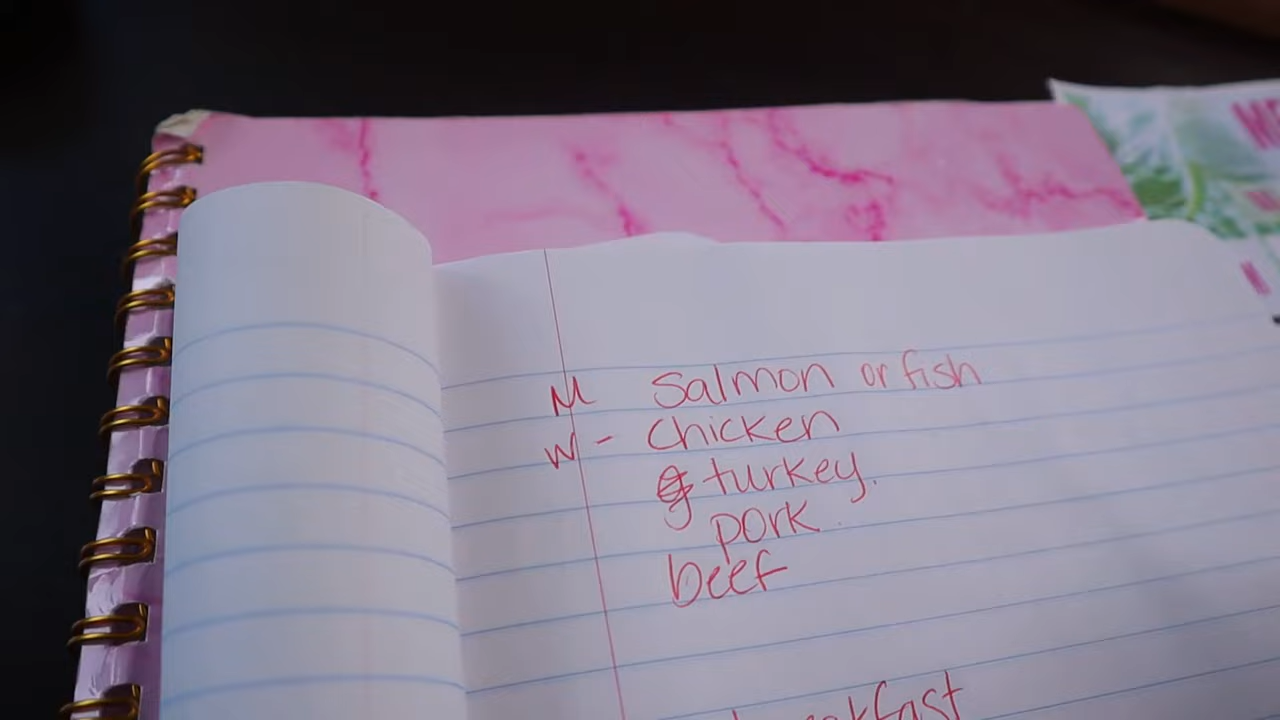 M Salmon or fish
W - Chicken
turkey.
pork.
beef